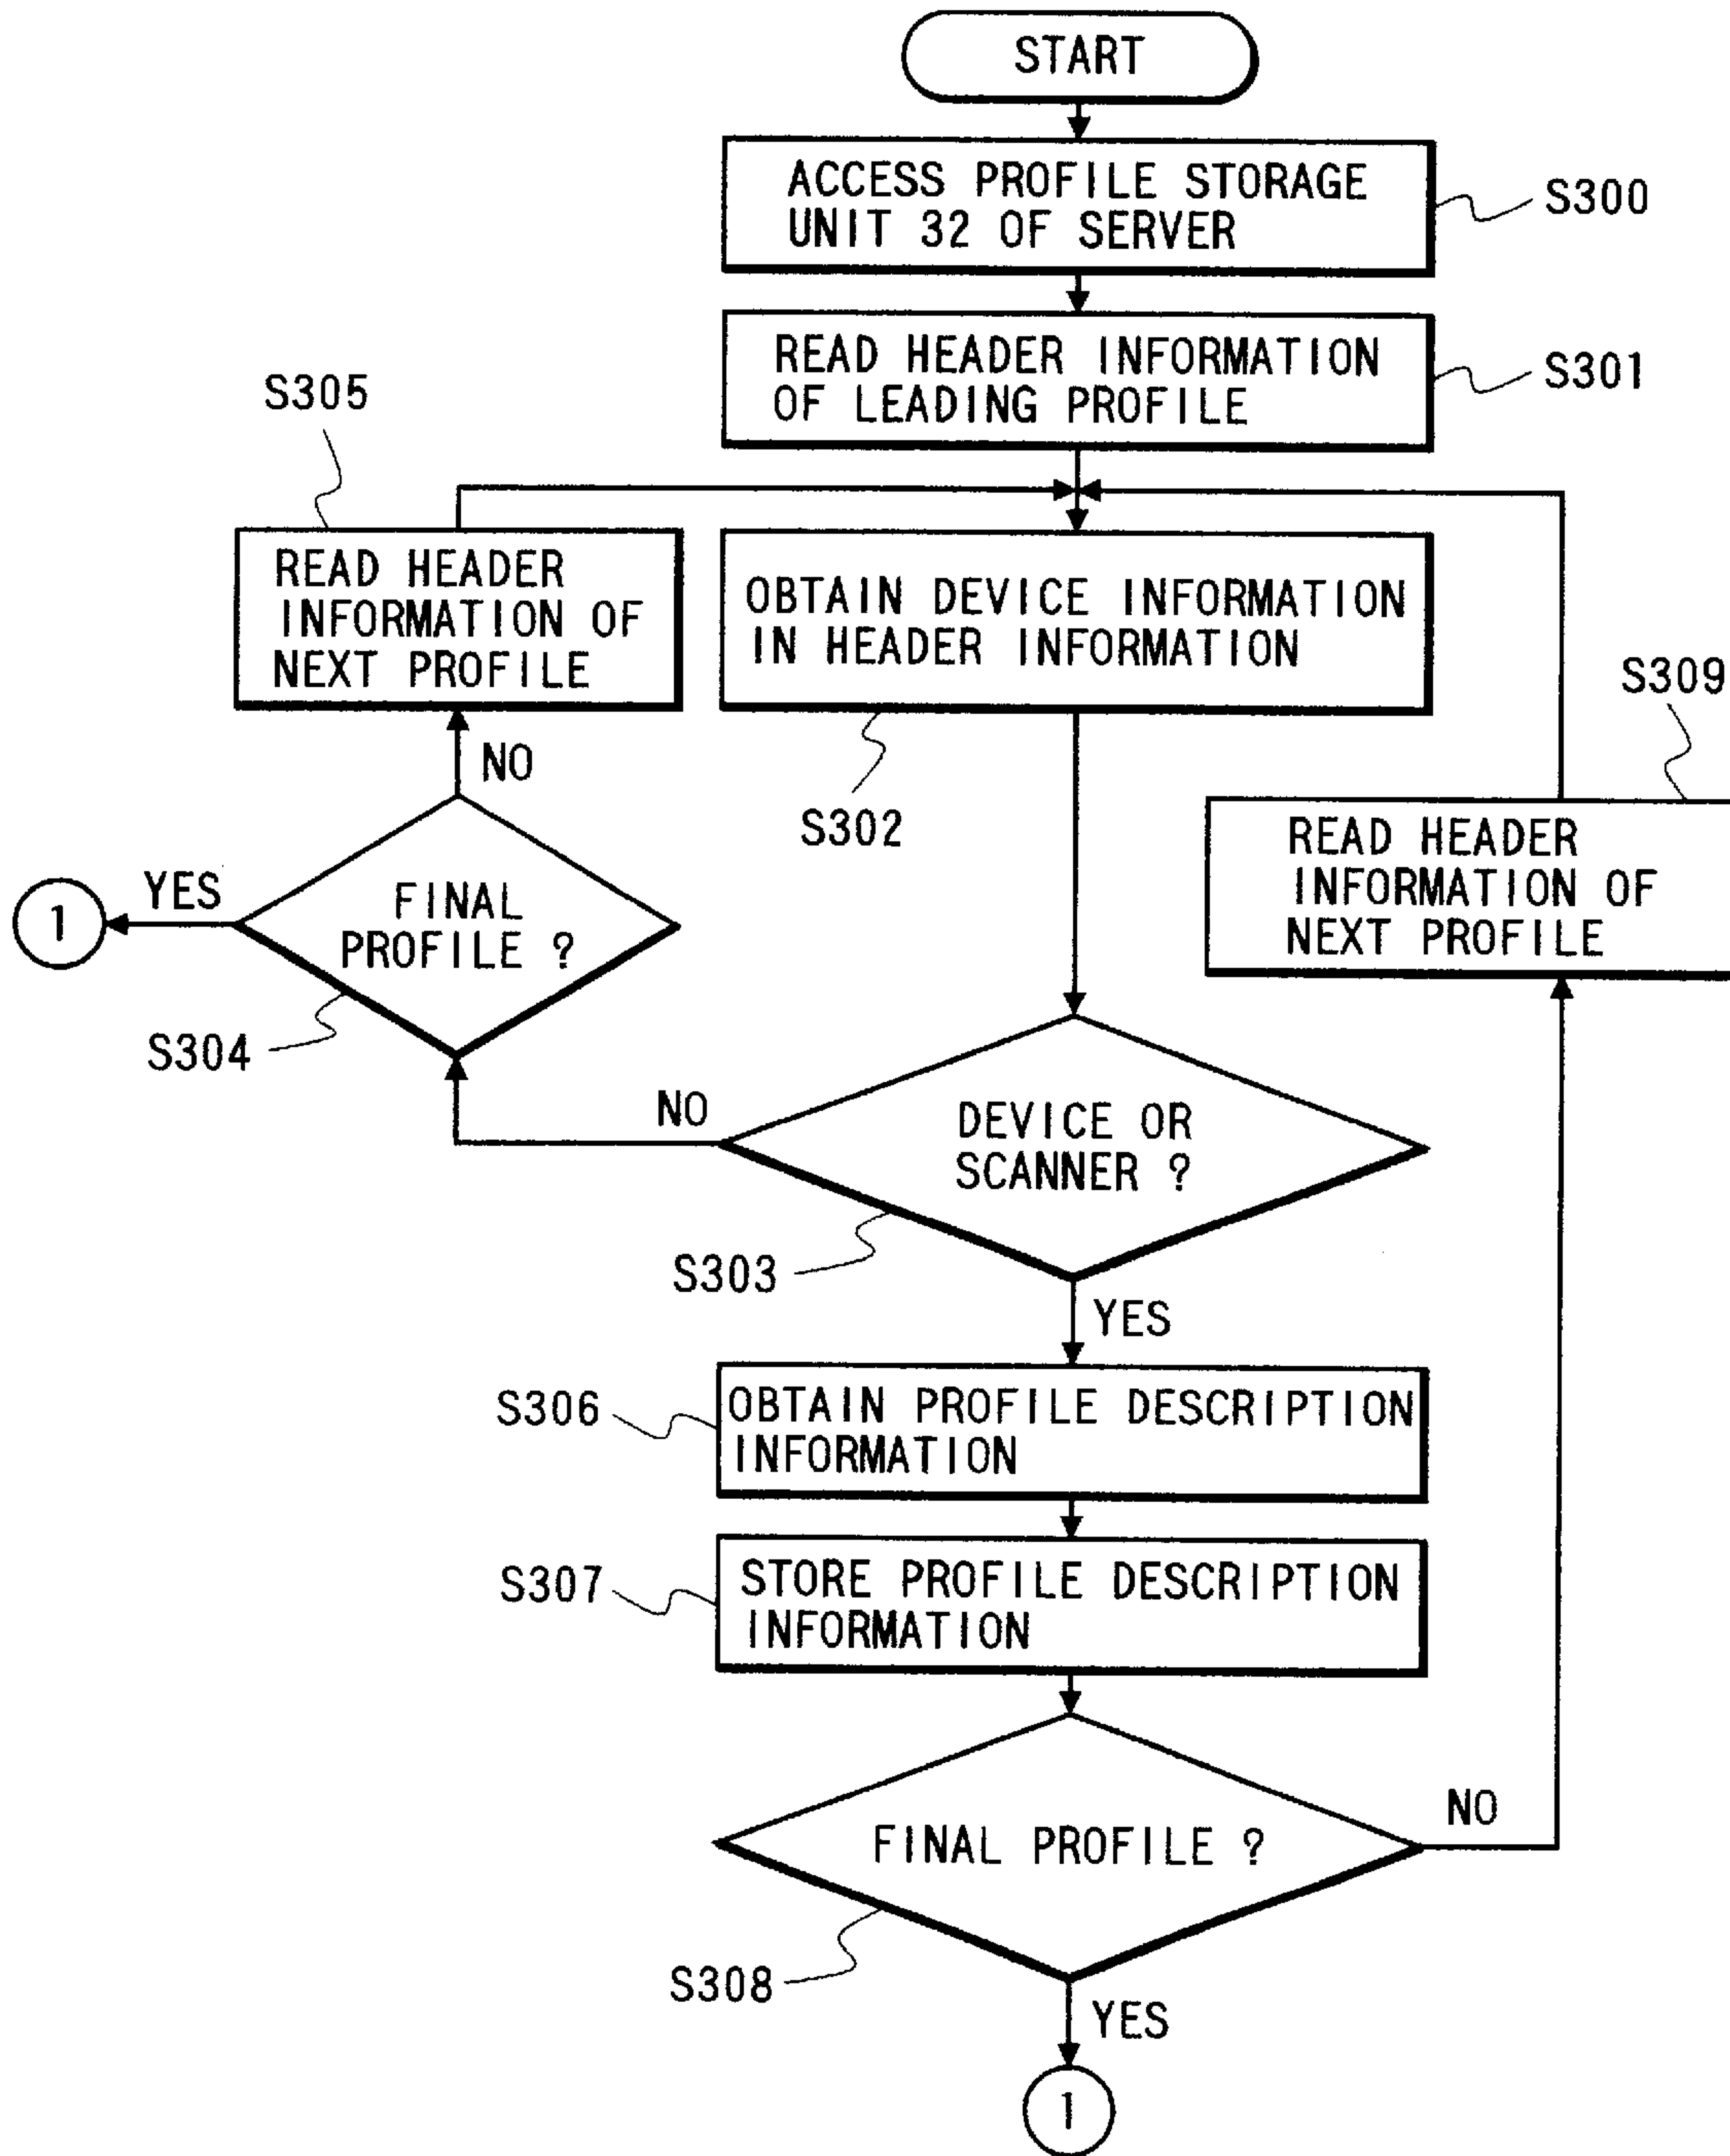 START
ACCESS PROFILE STORAGE
UNIT 32 OF SERVER
S300
READ HEADER INFORMATION
OF LEADING PROFILE
S301
S305
READ HEADER
INFORMATION OF
NEXT PROFILE
OBTAIN DEVICE INFORMATION
IN HEADER INFORMATION
S302
S309
READ HEADER
INFORMATION OF
NEXT PROFILE
NO
YES
1
FINAL
PROFILE ?
S304
NO
DEVICE OR
SCANNER ?
S303
YES
S306
OBTAIN PROFILE DESCRIPTION
INFORMATION
S307
STORE PROFILE DESCRIPTION
INFORMATION
FINAL PROFILE ?
NO
S308
YES
1